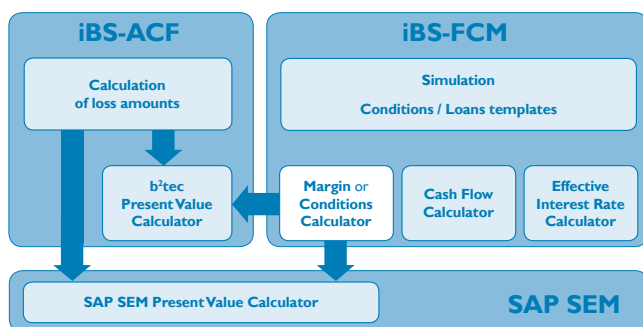 iBS-ACF
Calculation
of loss amounts
b²tec
Present Value
Calculator
iBS-FCM
Simulation
Conditions / Loans templates
Margin or
Conditions
Calculator
Cash Flow
Calculator
Effective
Interest Rate
Calculator
SAP SEM Present Value Calculator
SAP SEM